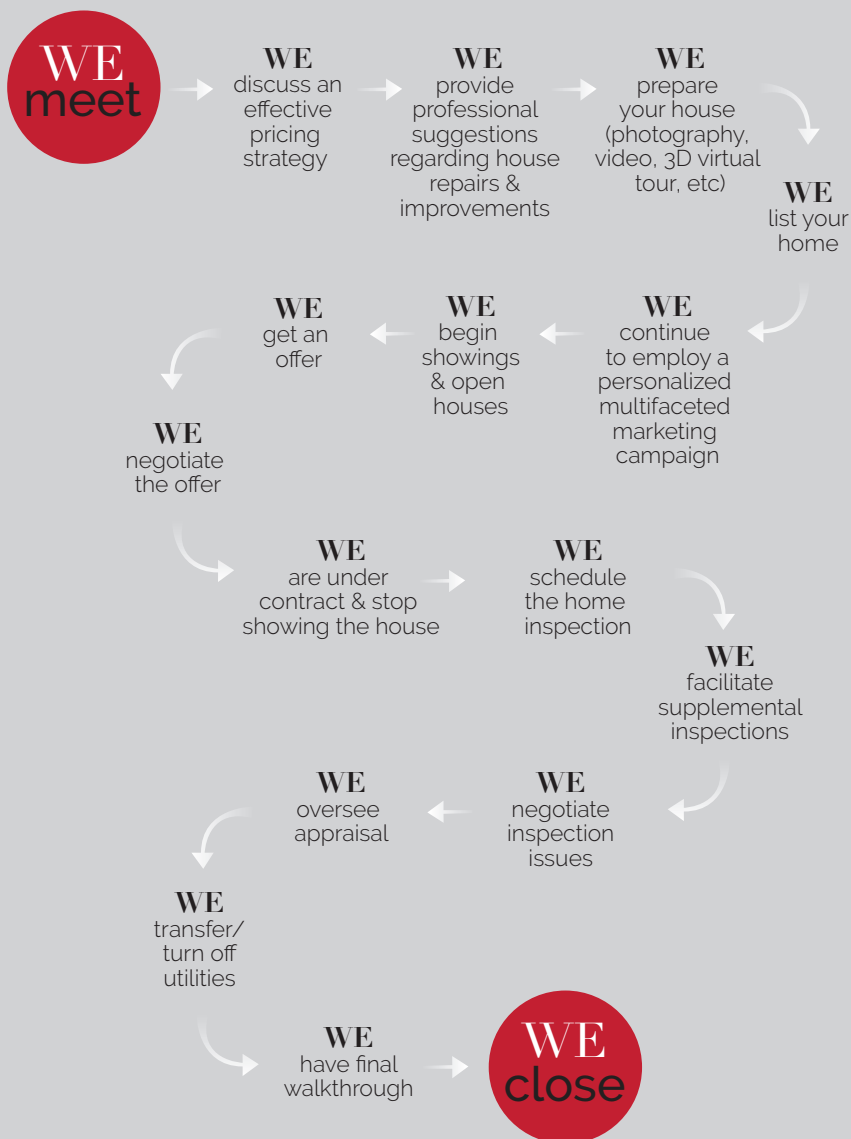 WE
meet
WE
discuss an
effective
pricing
strategy
WE
provide
professional
suggestions
regarding house
repairs &
improvements
WE
prepare
your house
(photography,
video, 3D virtual
tour, etc)
WE
list your
home
WE
continue
to employ a
personalized
multifaceted
marketing
campaign
WE
begin
showings
& open
houses
WE
get an
offer
WE
negotiate
the offer
WE
are under
contract & stop
showing the house
WE
schedule
the home
inspection
WE
facilitate
supplemental
inspections
WE
negotiate
inspection
issues
WE
oversee
appraisal
WE
transfer/
turn off
utilities
WE
have final
walkthrough
WE
close